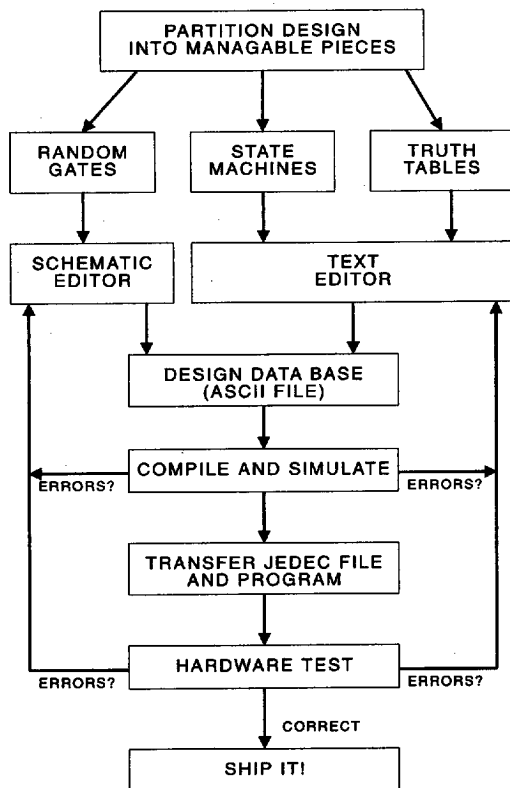 PARTITION DESIGN
INTO MANAGABLE PIECES
RANDOM
GATES
STATE
MACHINES
TRUTH
TABLES
SCHEMATIC
EDITOR
TEXT
EDITOR
DESIGN DATA BASE
(ASCII FILE)
COMPILE AND SIMULATE
ERRORS?
ERRORS?
TRANSFER JEDEC FILE
AND PROGRAM
HARDWARE TEST
ERRORS?
ERRORS?
CORRECT
SHIP IT!